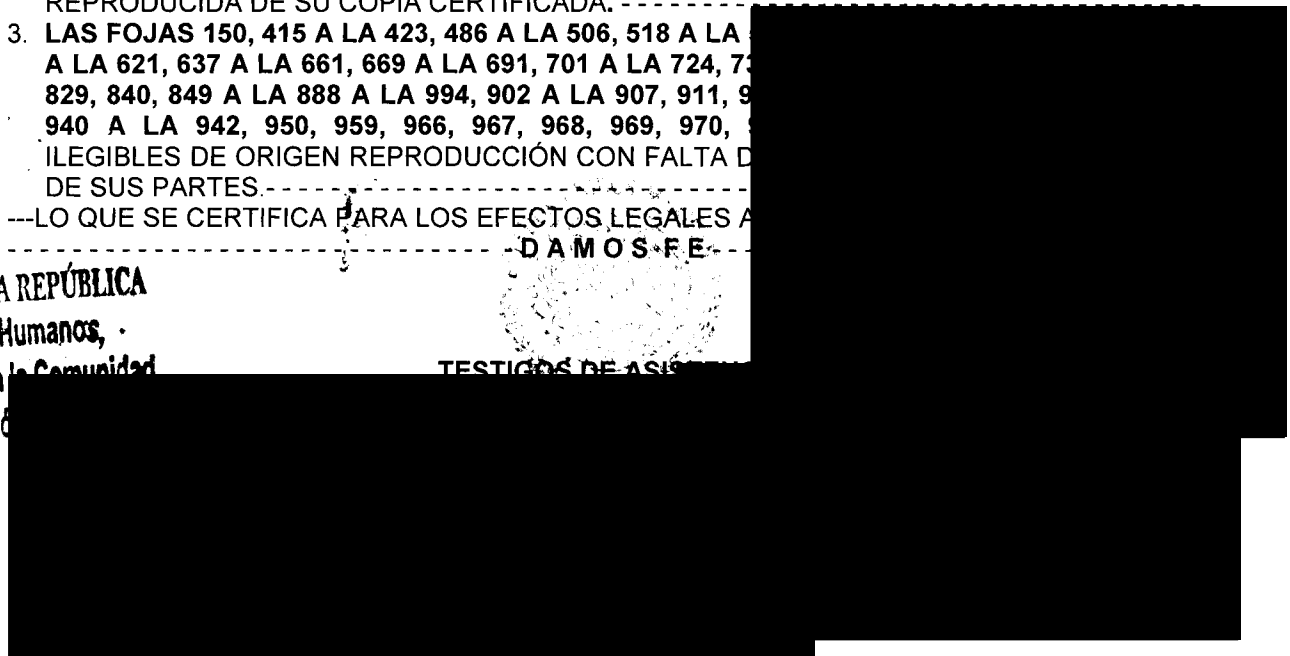 REPRODUCIDA DE SU COPIA CERTIFICADA. - - - - - - - - - - - - - - - - - - - - - - - - - - - - - - - - - - - - - - -
3. LAS FOJAS 150, 415 A LA 423, 486 A LA 506, 518 A LA
A LA 621, 637 A LA 661, 669 A LA 691, 701 A LA 724,
829, 840, 849 A LA 888 A LA 994, 902 A LA 907, 911,
940 A LA 942, 950, 959, 966, 967, 968, 969, 970,
ILEGIBLES DE ORIGEN REPRODUCCIÓN CON FALTA
DE SUS PARTES.- - - - - - - - - - - - - - - - - - - - - - - - - - - - -
---LO QUE SE CERTIFICA PARA LOS EFECTOS LEGALES
- - - - - - - - - - - - - - - - - - - - - - - - - - - - - - - - - - D A M O S F E - - -
A REPÚBLICA
Humanos,
la Comunidad
TESTIGOS DE